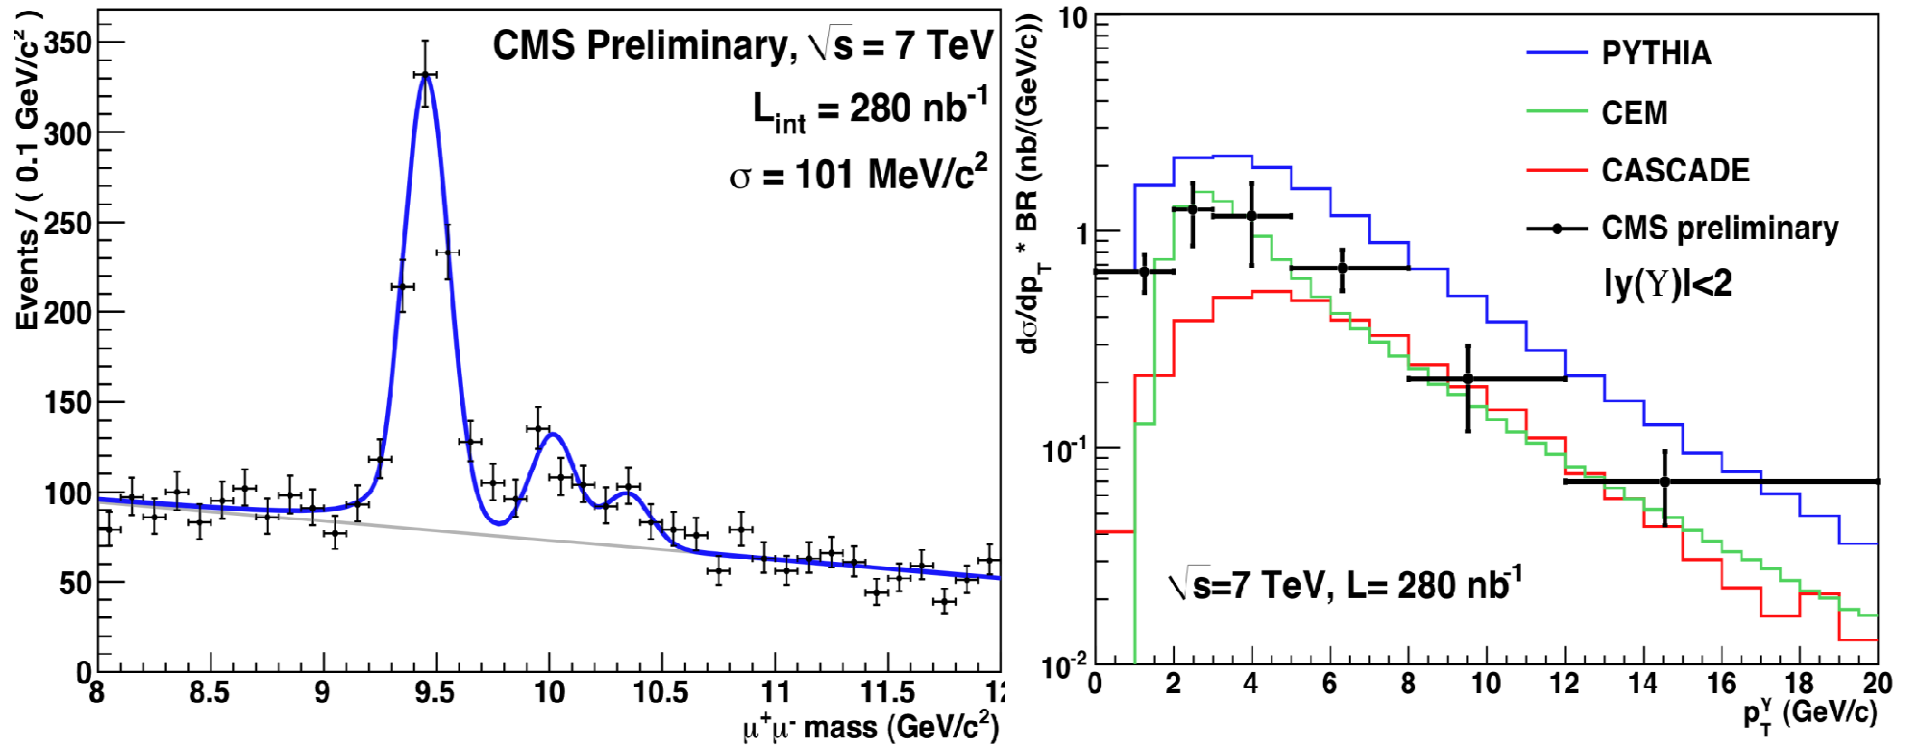 Events / ( 0.1 GeV/c² )
350
300
250
200
150
100
50
0
CMS Preliminary, √s = 7 TeV
L_int = 280 nb⁻¹
σ = 101 MeV/c²
8 8.5 9 9.5 10 10.5 11 11.5
μ⁺μ⁻ mass (GeV/c²)
dσ/dp_T * BR (nb/(GeV/c))
10
1
10⁻¹
10⁻²
PYTHIA
CEM
CASCADE
CMS preliminary
|y(Υ)|<2
√s=7 TeV, L= 280 nb⁻¹
0 2 4 6 8 10 12 14 16 18 20
p_T^Υ (GeV/c)